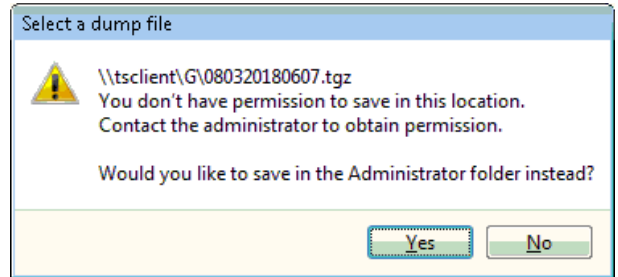 Select a dump file
\\tsclient\G\080320180607.tgz
You don't have permission to save in this location.
Contact the administrator to obtain permission.
Would you like to save in the Administrator folder instead?
Yes
No